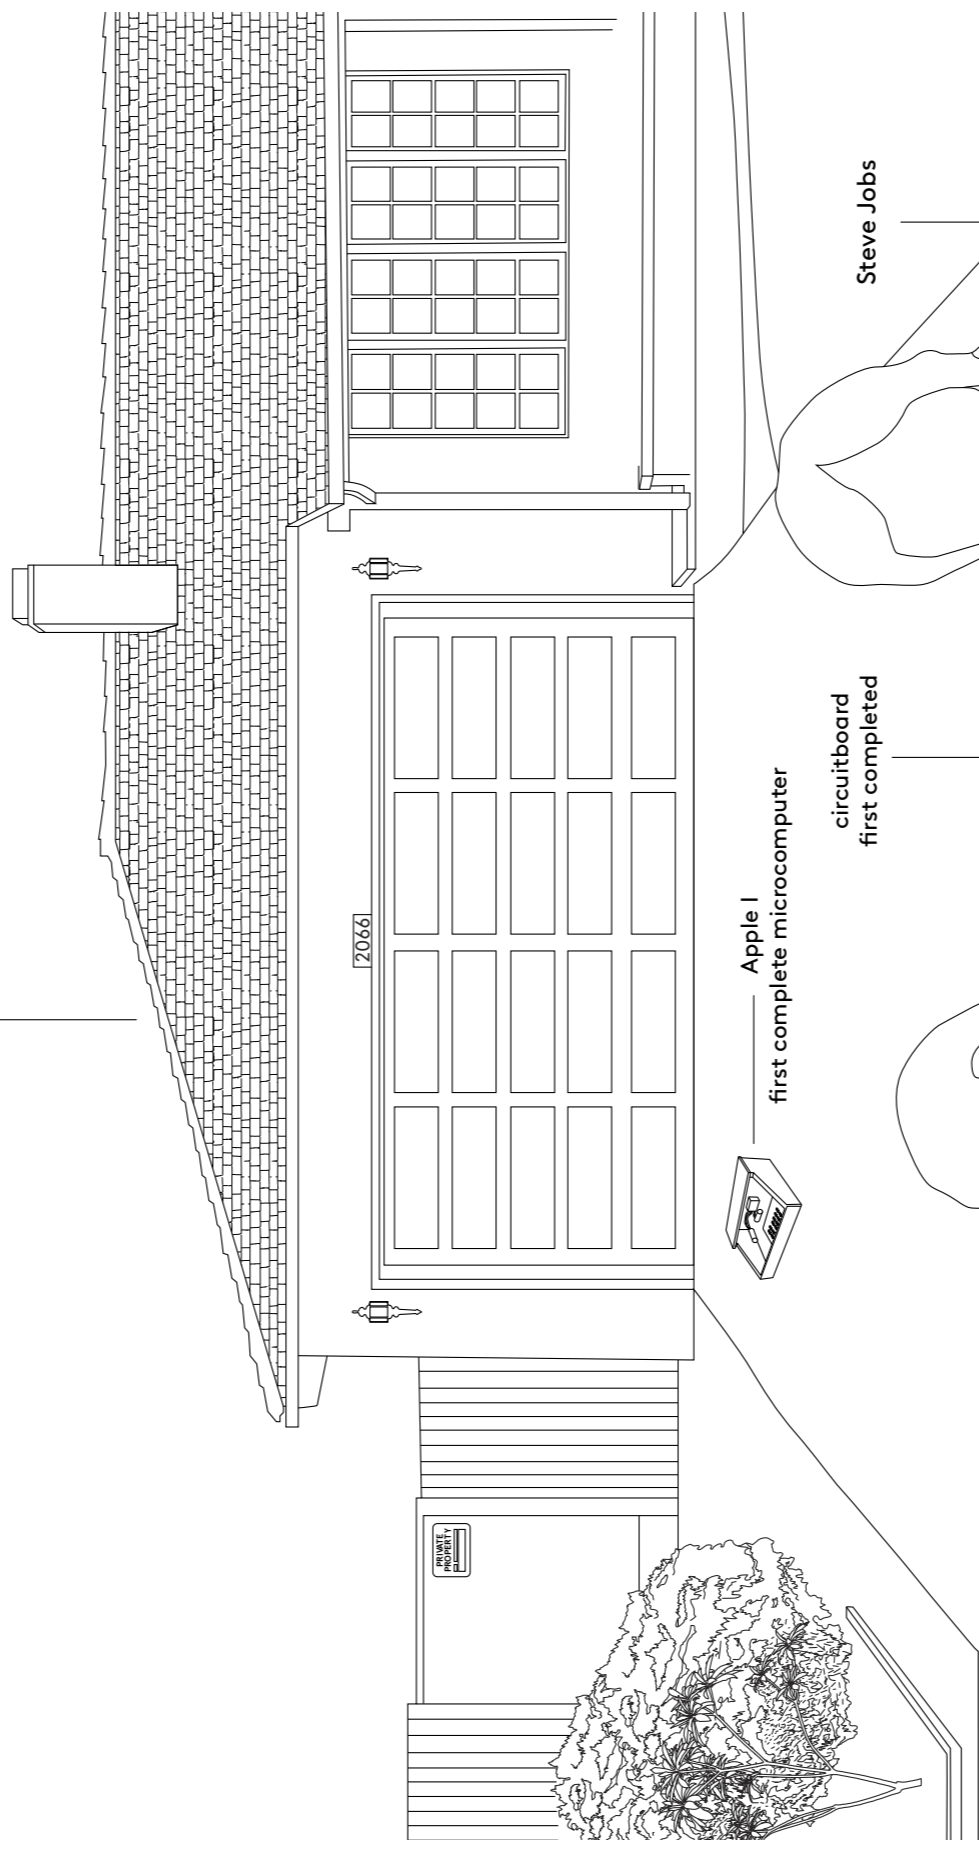 PRIVATE
PROPERTY
2066
Apple I
first complete microcomputer
circuitboard
first completed
Steve Jobs